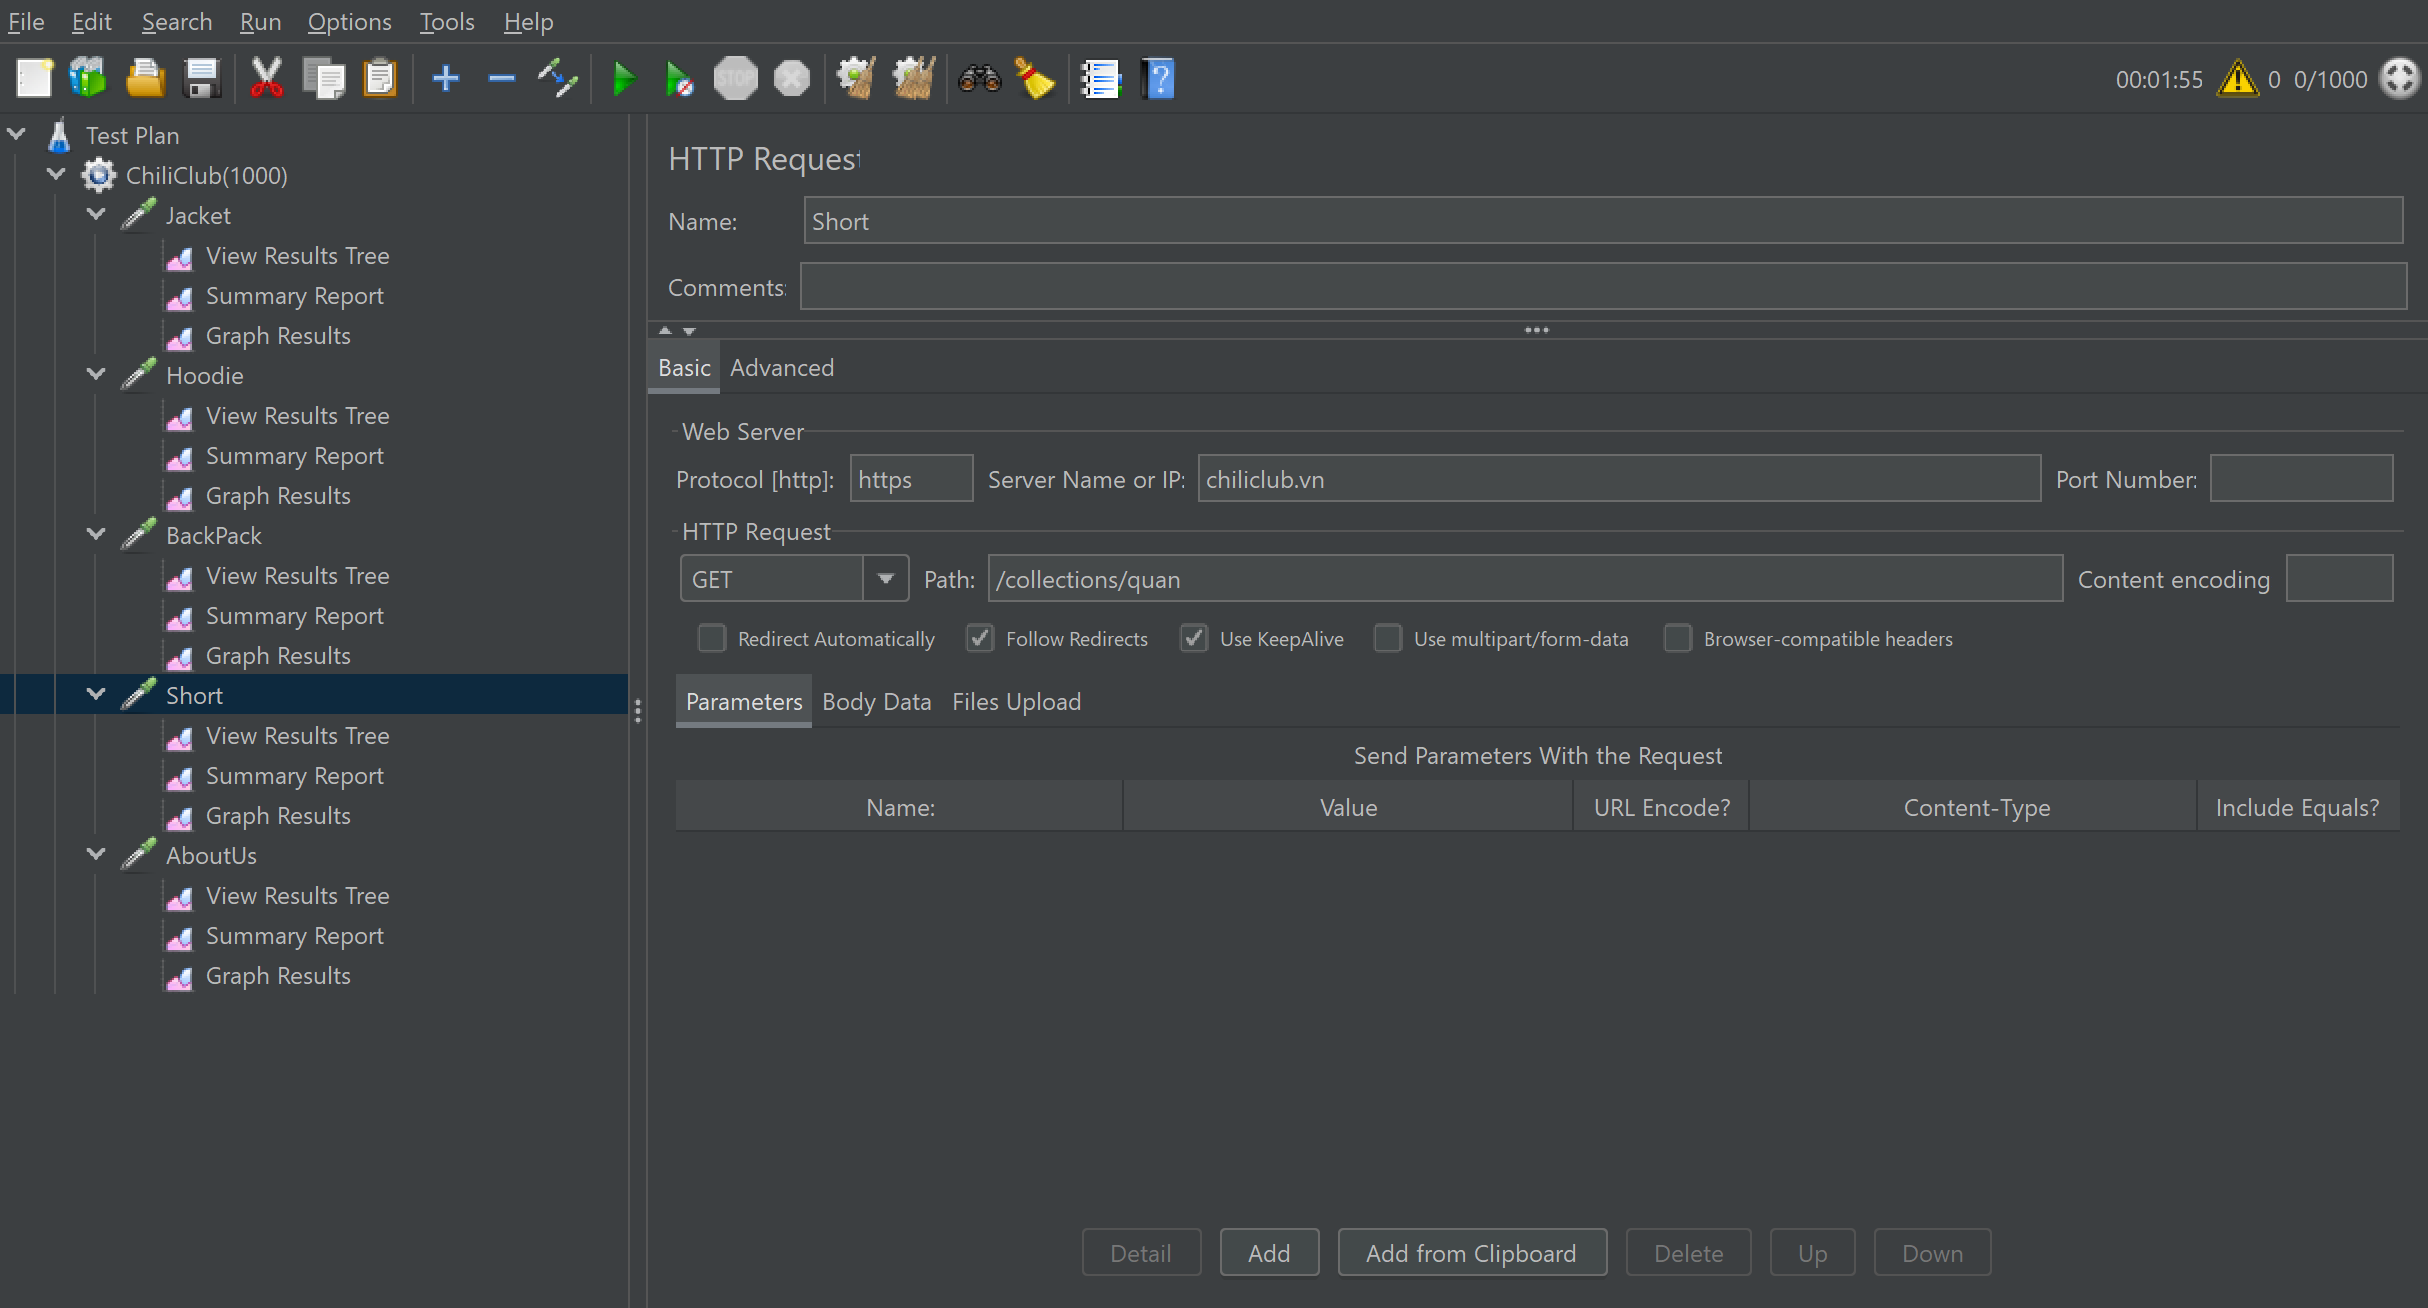 File Edit Search Run Options Tools Help
STOP
00:01:55 0 0/1000
Test Plan
ChiliClub(1000)
Jacket
View Results Tree
Summary Report
Graph Results
Hoodie
View Results Tree
Summary Report
Graph Results
BackPack
View Results Tree
Summary Report
Graph Results
Short
View Results Tree
Summary Report
Graph Results
AboutUs
View Results Tree
Summary Report
Graph Results
HTTP Request
Name: Short
Comments:
Basic Advanced
Web Server
Protocol [http]: https Server Name or IP: chiliclub.vn Port Number:
HTTP Request
GET Path: /collections/quan Content encoding
Redirect Automatically Follow Redirects Use KeepAlive Use multipart/form-data Browser-compatible headers
Parameters Body Data Files Upload
Send Parameters With the Request
Name: Value URL Encode? Content-Type Include Equals?
Detail Add Add from Clipboard Delete Up Down